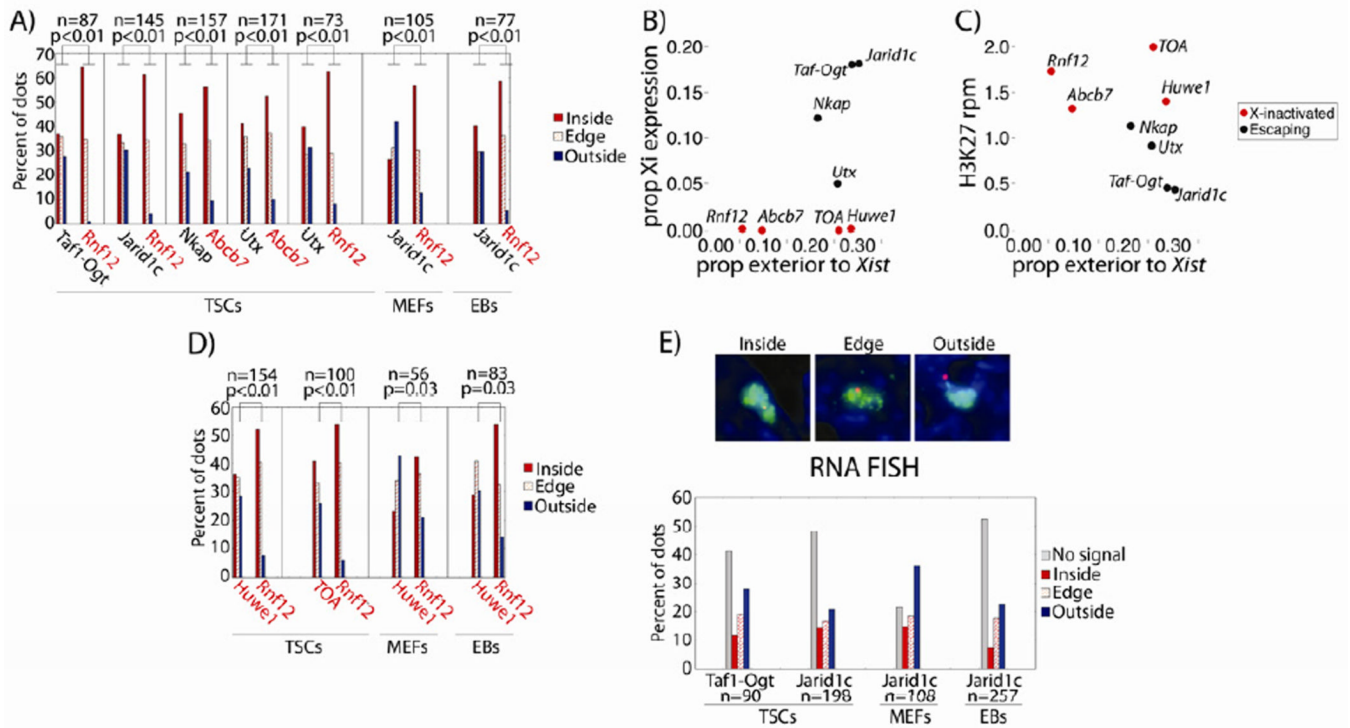 A)
n=87 n=145 n=157 n=171 n=73 n=105 n=77
p<0.01 p<0.01 p<0.01 p<0.01 p<0.01 p<0.01 p<0.01
Percent of dots
70
60
50
40
30
20
10
0
Inside
Edge
Outside
Taf1-Ogt Rnf12 Jarid1c Rnf12 Nkap Abcb7 Utx Abcb7 Utx Rnf12 Jarid1c Rnf12 Jarid1c Rnf12
TSCs MEFs EBs
B)
prop Xi expression
0.20
0.15
0.10
0.05
0.00
Taf-Ogt Jarid1c
Nkap
Utx
Rnf12 Abcb7 TOA Huwe1
0.00 0.10 0.20 0.30
prop exterior to Xist
C)
H3K27 rpm
2.0
1.5
1.0
0.5
0.0
TOA
Rnf12
Huwe1
Abcb7
Nkap
Utx
Taf-Ogt Jarid1c
0.00 0.10 0.20 0.30
prop exterior to Xist
X-inactivated
Escaping
D)
n=154 n=100 n=56 n=83
p<0.01 p<0.01 p=0.03 p=0.03
Percent of dots
60
50
40
30
20
10
0
Inside
Edge
Outside
Huwe1 Rnf12 TOA Rnf12 Huwe1 Rnf12 Huwe1 Rnf12
TSCs MEFs EBs
E)
Inside Edge Outside
RNA FISH
Percent of dots
60
50
40
30
20
10
0
No signal
Inside
Edge
Outside
Taf1-Ogt Jarid1c Jarid1c Jarid1c
n=90 n=198 n=108 n=257
TSCs MEFs EBs